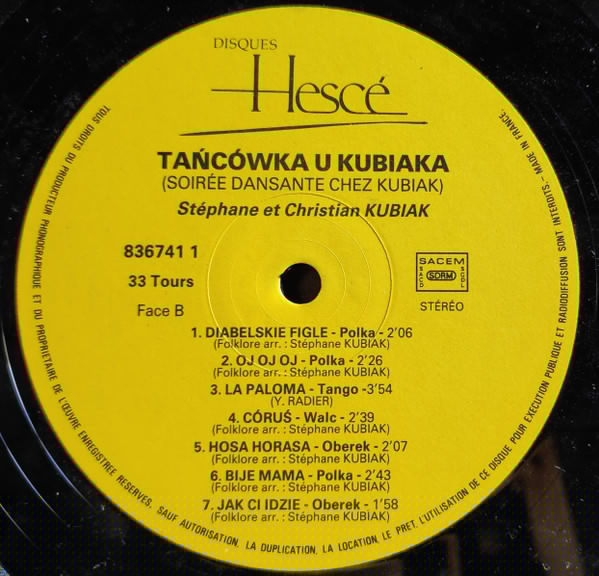 DISQUES
Hescé
TAŃCÓWKA U KUBIAKA
(SOIRÉE DANSANTE CHEZ KUBIAK)
Stéphane et Christian KUBIAK
836741 1
33 Tours
Face B
SACEM
SACD
SDRM
SGDL
STÉRÉO
1. DIABELSKIE FIGLE - Polka - 2'06
(Folklore arr. : Stéphane KUBIAK)
2. OJ OJ OJ - Polka - 2'26
(Folklore arr. : Stéphane KUBIAK)
3. LA PALOMA - Tango -3'54
(Y. RADIER)
4. CÓRUŚ - Walc - 2'39
(Folklore arr. : Stéphane KUBIAK)
5. HOSA HORASA - Oberek - 2'07
(Folklore arr. : Stéphane KUBIAK)
6. BIJE MAMA - Polka - 2'43
(Folklore arr. : Stéphane KUBIAK)
7. JAK CI IDZIE - Oberek - 1'58
(Folklore arr. : Stéphane KUBIAK)
TOUS DROITS DU PRODUCTEUR PHONOGRAPHIQUE ET DU PROPRIETAIRE DE L'ŒUVRE ENREGISTREE RESERVES, SAUF AUTORISATION, LA DUPLICATION, LA LOCATION, LE PRET, L'UTILISATION DE CE DISQUE POUR EXECUTION PUBLIQUE ET RADIODIFFUSION SONT INTERDITS. - MADE IN FRANCE.